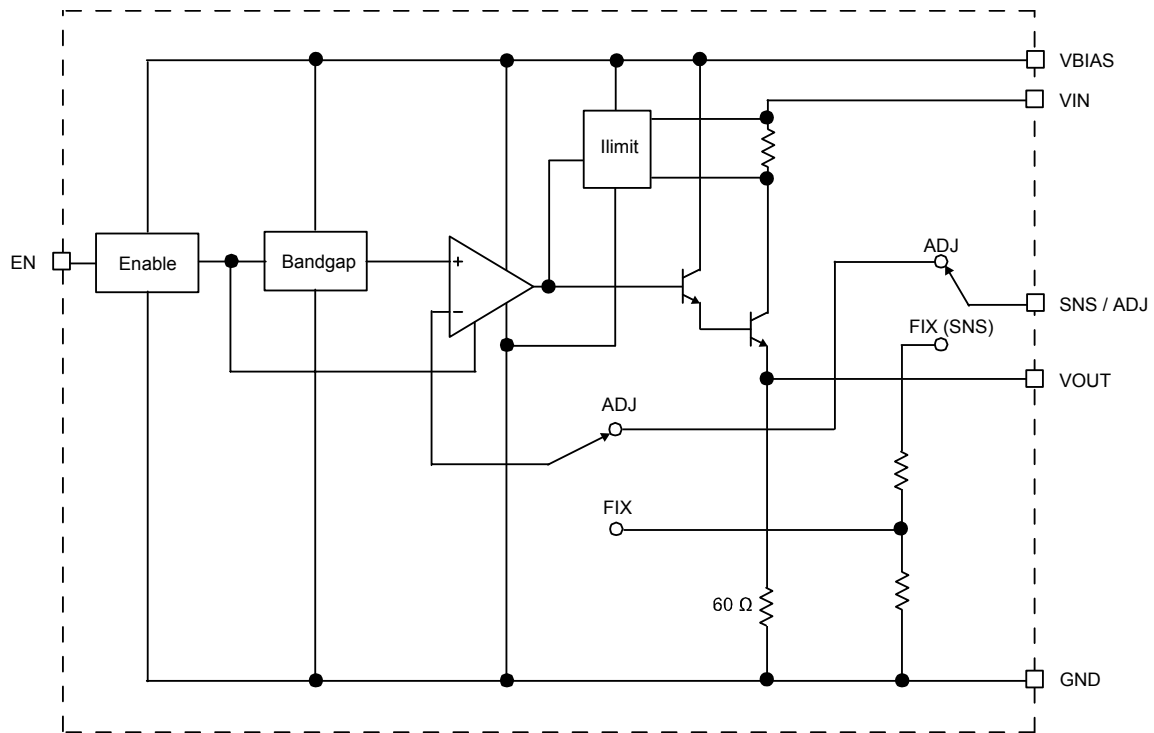 VBIAS
VIN
Ilimit
EN
Enable
Bandgap
+
−
ADJ
SNS / ADJ
FIX (SNS)
VOUT
ADJ
FIX
60 Ω
GND